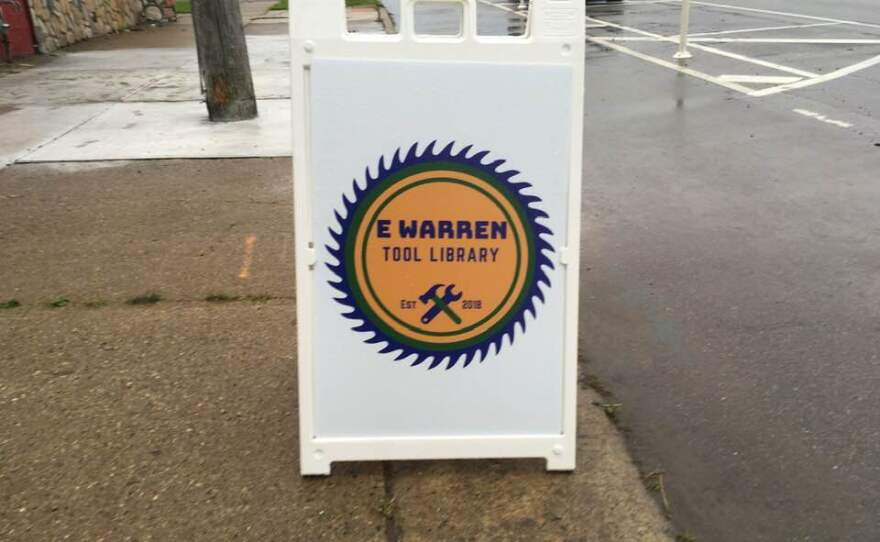 E WARREN
TOOL LIBRARY
EST 2018